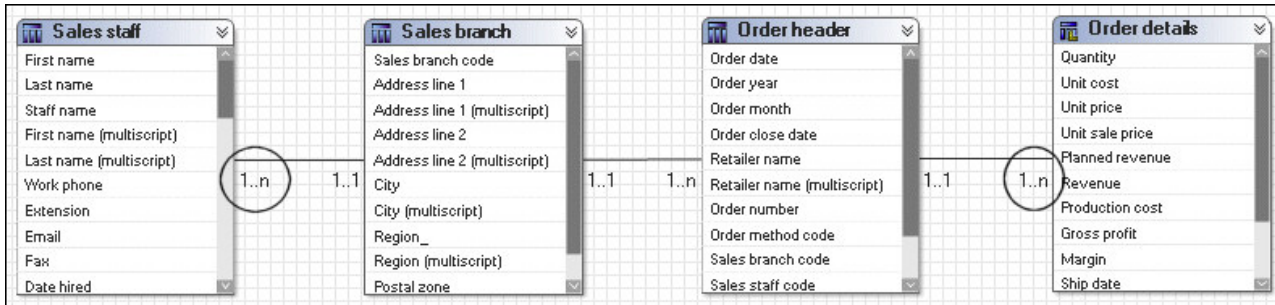 Sales staff
First name
Last name
Staff name
First name (multiscript)
Last name (multiscript)
Work phone
Extension
Email
Fax
Date hired
1..n
1..1
Sales branch
Sales branch code
Address line 1
Address line 1 (multiscript)
Address line 2
Address line 2 (multiscript)
City
City (multiscript)
Region_
Region (multiscript)
Postal zone
1..1
1..n
Order header
Order date
Order year
Order month
Order close date
Retailer name
Retailer name (multiscript)
Order number
Order method code
Sales branch code
Sales staff code
1..1
1..n
Order details
Quantity
Unit cost
Unit price
Unit sale price
Planned revenue
Revenue
Production cost
Gross profit
Margin
Ship date